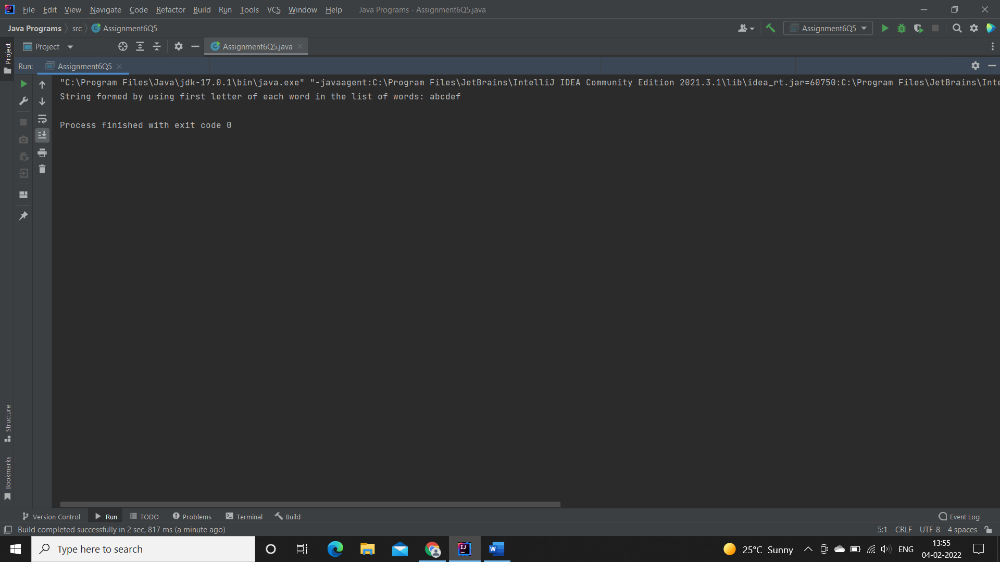 File Edit View Navigate Code Refactor Build Run Tools VCS Window Help Java Programs - Assignment6Q5.java
Java Programs src Assignment6Q5 Assignment6Q5
Project Project Assignment6Q5.java
Run: Assignment6Q5
"C:\Program Files\Java\jdk-17.0.1\bin\java.exe" "-javaagent:C:\Program Files\JetBrains\IntelliJ IDEA Community Edition 2021.3.1\lib\idea_rt.jar=60750:C:\Program Files\JetBrains\Inte
String formed by using first letter of each word in the list of words: abcdef
Process finished with exit code 0
Structure
Bookmarks
Version Control Run TODO Problems Terminal Build Event Log
Build completed successfully in 2 sec, 817 ms (a minute ago) 5:1 CRLF UTF-8 4 spaces
Type here to search 25°C Sunny ENG 13:55
04-02-2022